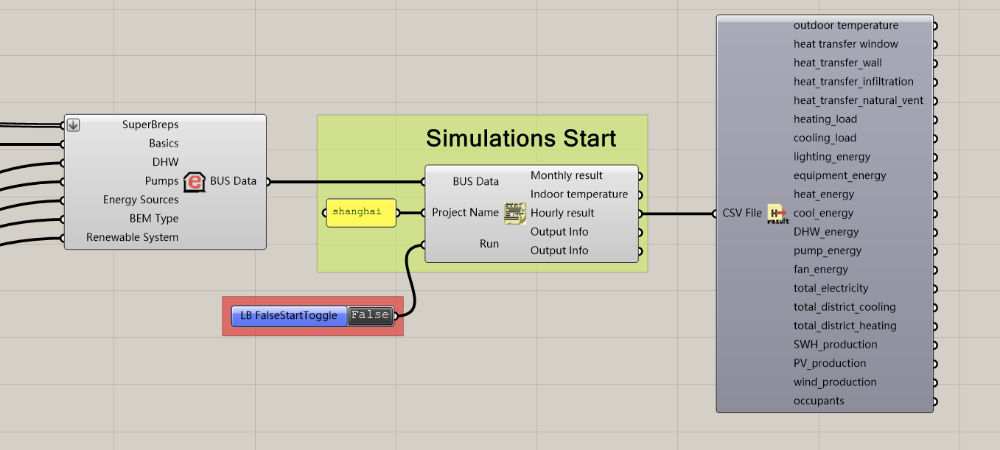 SuperBreps
Basics
DHW
Pumps
Energy Sources
BEM Type
Renewable System
e
BUS Data
Simulations Start
shanghai
BUS Data
Project Name
Run
Monthly result
Indoor temperature
Hourly result
Output Info
Output Info
LB FalseStartToggle
False
CSV File
H
result
outdoor temperature
heat transfer window
heat_transfer_wall
heat_transfer_infiltration
heat_transfer_natural_vent
heating_load
cooling_load
lighting_energy
equipment_energy
heat_energy
cool_energy
DHW_energy
pump_energy
fan_energy
total_electricity
total_district_cooling
total_district_heating
SWH_production
PV_production
wind_production
occupants